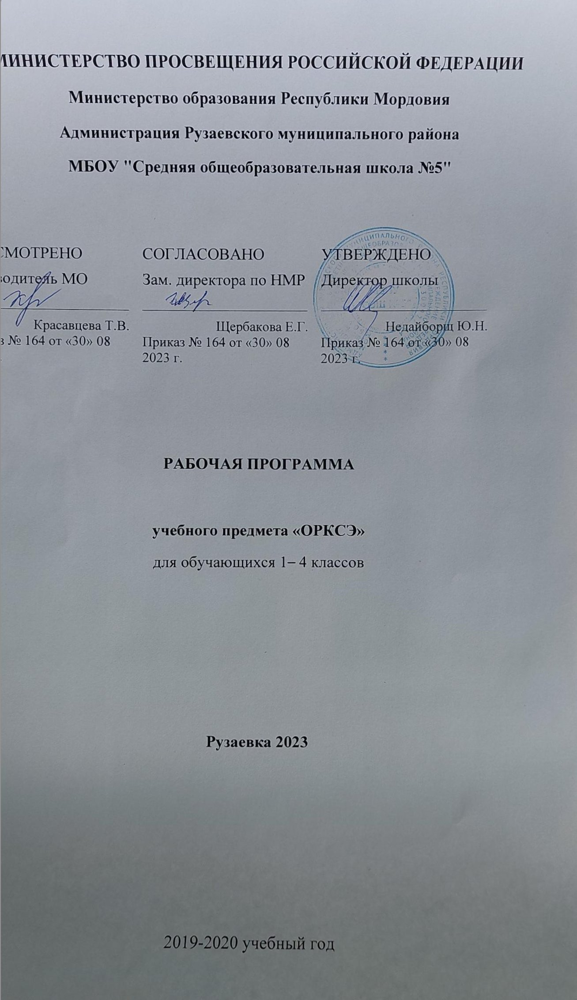 МИНИСТЕРСТВО ПРОСВЕЩЕНИЯ РОССИЙСКОЙ ФЕДЕРАЦИИ
Министерство образования Республики Мордовия
Администрация Рузаевского муниципального района
МБОУ "Средняя общеобразовательная школа №5"
СМОТРЕНО
водитель МО
Красавцева Т.В.
з № 164 от «30» 08
СОГЛАСОВАНО
Зам. директора по НМР
Щербакова Е.Г.
Приказ № 164 от «30» 08
2023 г.
УТВЕРЖДЕНО
Директор школы
Недайборщ Ю.Н.
Приказ № 164 от «30» 08
2023 г.
РАБОЧАЯ ПРОГРАММА
учебного предмета «ОРКСЭ»
для обучающихся 1– 4 классов
Рузаевка 2023
2019-2020 учебный год